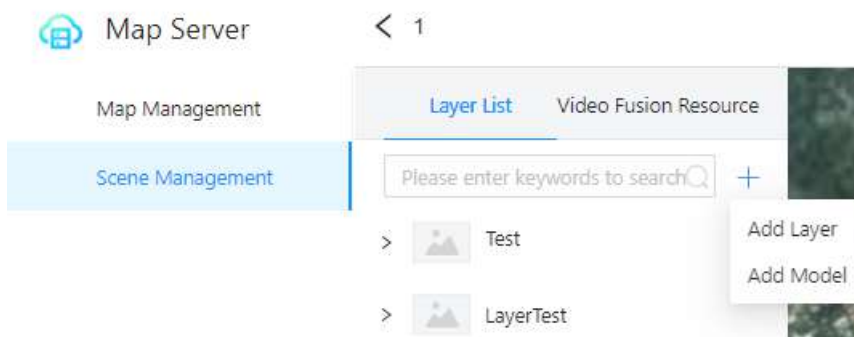 Map Server
1
Map Management
Scene Management
Layer List
Video Fusion Resource
Please enter keywords to search
Test
LayerTest
Add Layer
Add Model